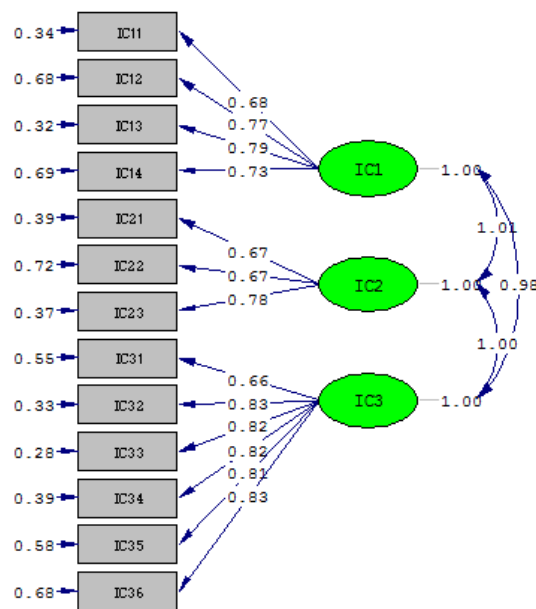 0.34 IC11
0.68 IC12
0.68
0.77
0.32 IC13
0.79
0.69 IC14
0.73
IC1 1.00
0.39 IC21
1.01
0.67
0.72 IC22
0.67
IC2 1.00 0.98
0.78
0.37 IC23
1.00
0.55 IC31
0.66
0.33 IC32
0.83
IC3 1.00
0.82
0.28 IC33
0.82
0.81
0.39 IC34
0.83
0.58 IC35
0.68 IC36